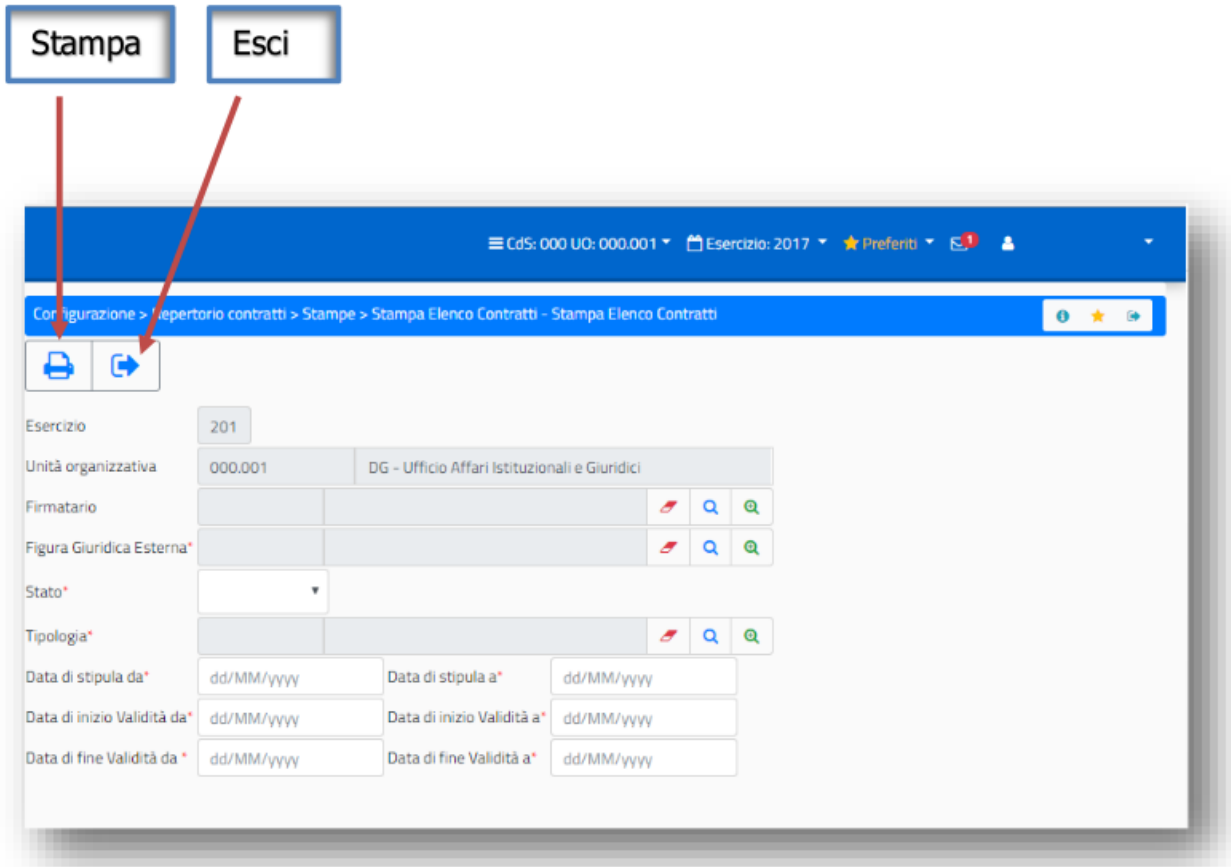 Stampa Esci
CdS: 000 UO: 000.001 Esercizio: 2017 Preferiti 1
Configurazione > Repertorio contratti > Stampe > Stampa Elenco Contratti - Stampa Elenco Contratti
Esercizio 201
Unità organizzativa 000.001 DG - Ufficio Affari Istituzionali e Giuridici
Firmatario
Figura Giuridica Esterna*
Stato*
Tipologia*
Data di stipula da* dd/MM/yyyy Data di stipula a* dd/MM/yyyy
Data di inizio Validità da* dd/MM/yyyy Data di inizio Validità a* dd/MM/yyyy
Data di fine Validità da * dd/MM/yyyy Data di fine Validità a* dd/MM/yyyy